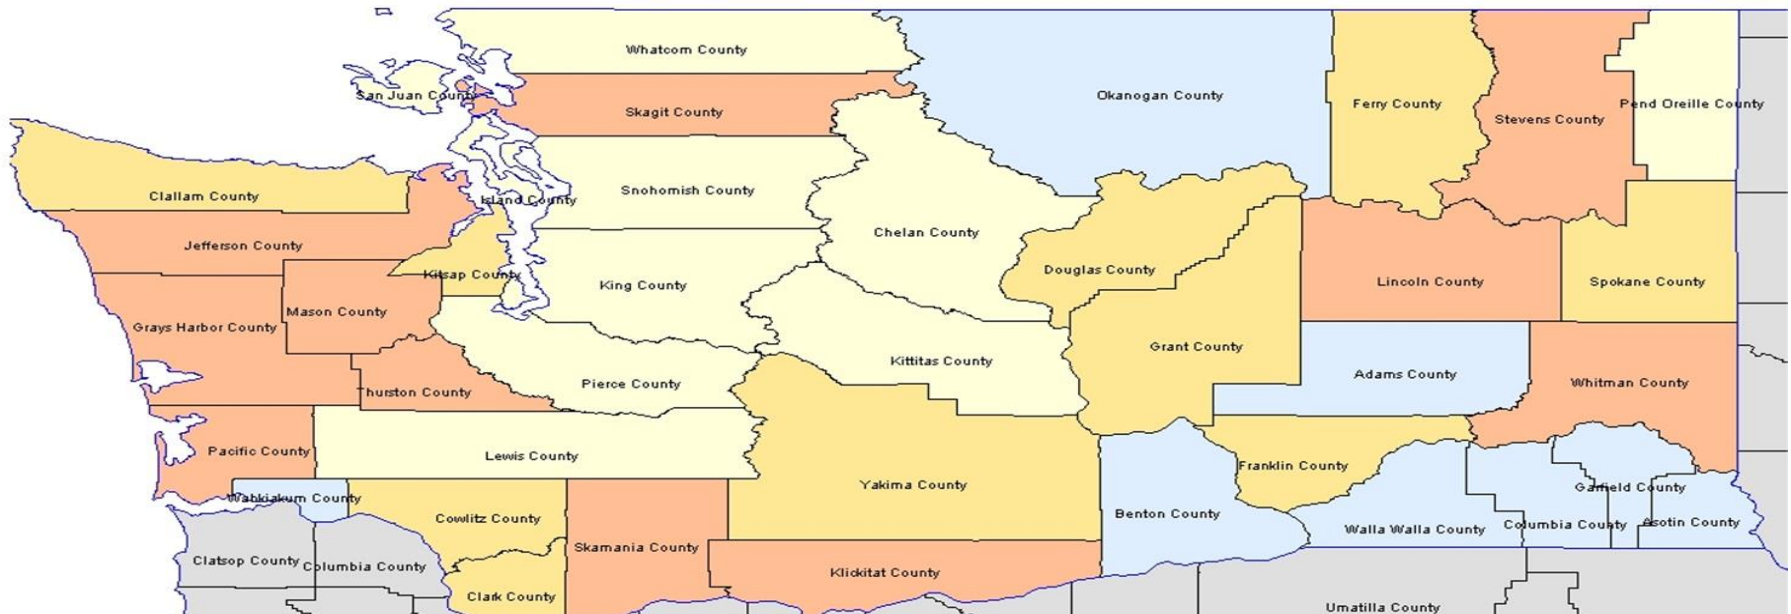 Whatcom County
San Juan County
Skagit County
Okanogan County
Ferry County
Stevens County
Pend Oreille County
Clallam County
Island County
Snohomish County
Jefferson County
Kitsap County
King County
Chelan County
Douglas County
Lincoln County
Spokane County
Grays Harbor County
Mason County
Kittitas County
Grant County
Adams County
Whitman County
Thurston County
Pierce County
Pacific County
Lewis County
Yakima County
Franklin County
Garfield County
Wahkiakum County
Cowlitz County
Benton County
Walla Walla County
Columbia County
Asotin County
Clatsop County
Columbia County
Skamania County
Klickitat County
Clark County
Umatilla County